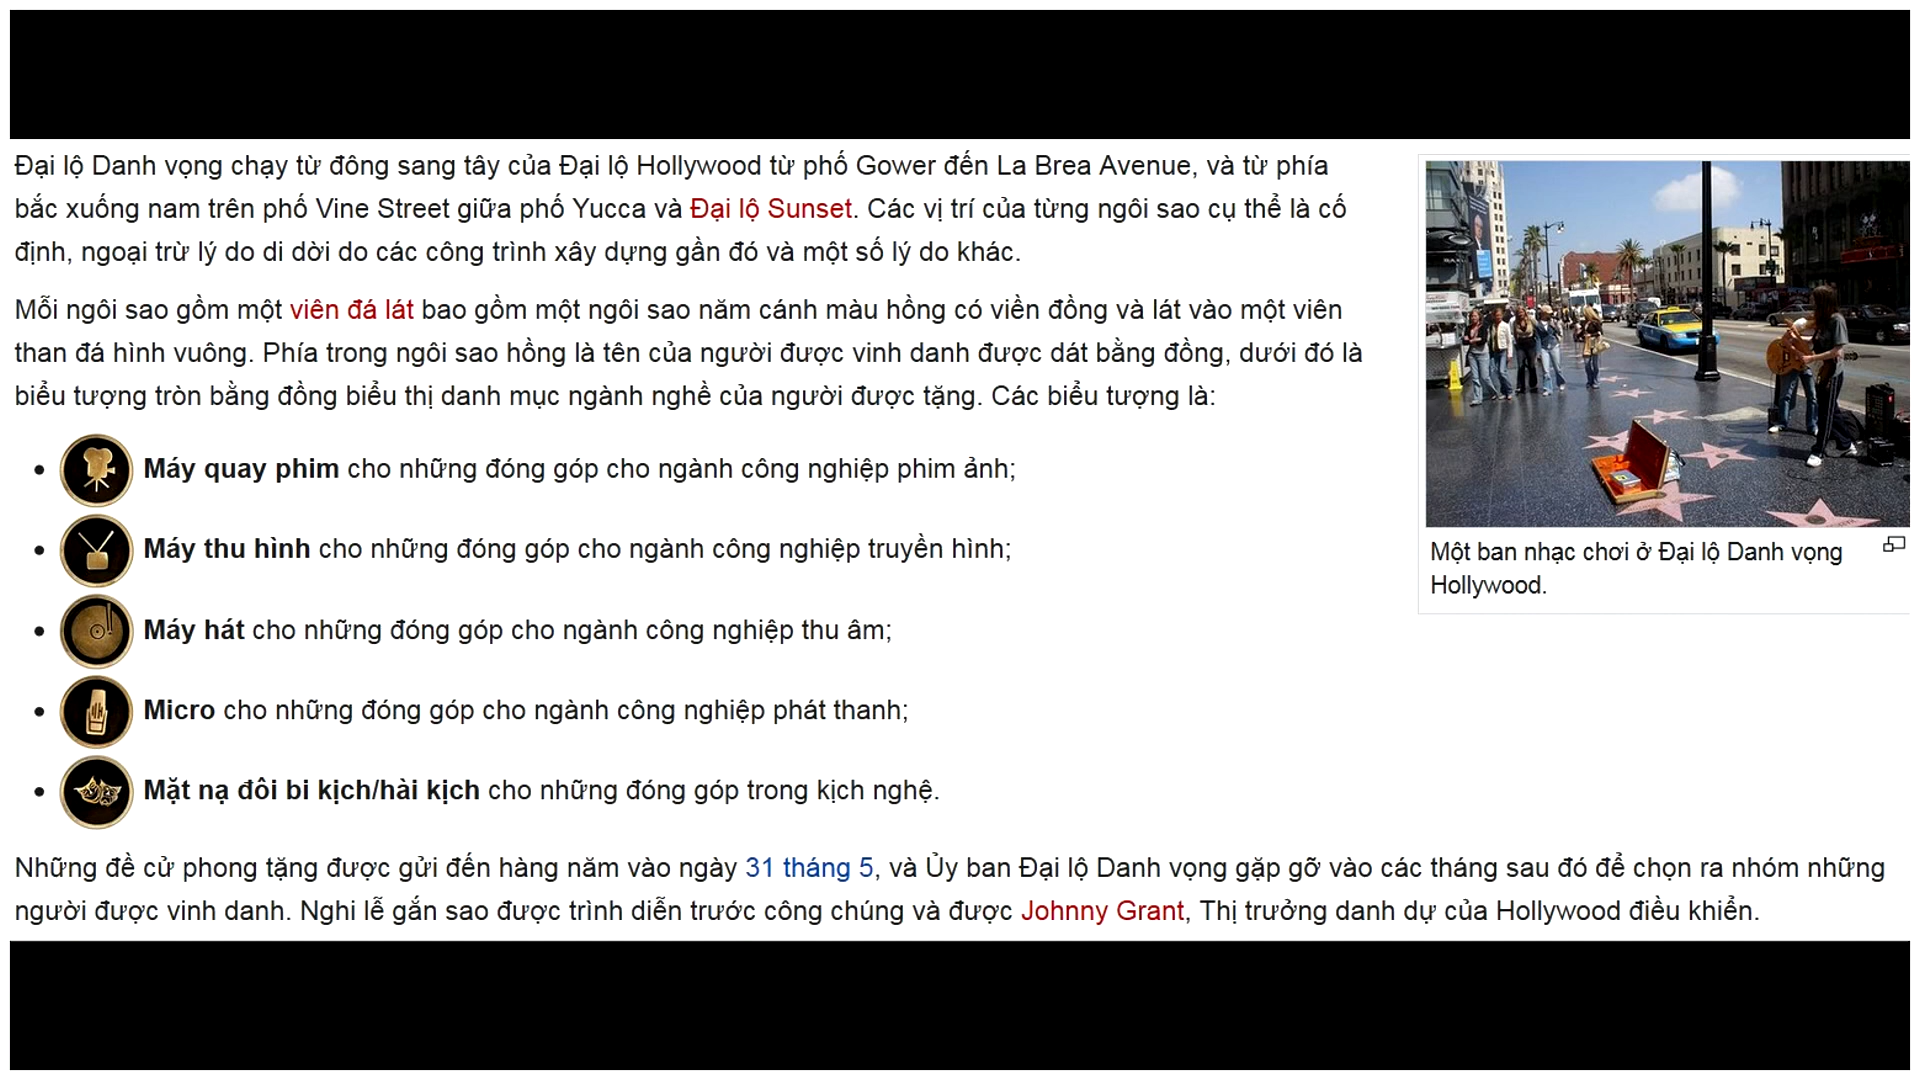 Đại lộ Danh vọng chạy từ đông sang tây của Đại lộ Hollywood từ phố Gower đến La Brea Avenue, và từ phía
bắc xuống nam trên phố Vine Street giữa phố Yucca và Đại lộ Sunset. Các vị trí của từng ngôi sao cụ thể là cố
định, ngoại trừ lý do di dời do các công trình xây dựng gần đó và một số lý do khác.
Mỗi ngôi sao gồm một viên đá lát bao gồm một ngôi sao năm cánh màu hồng có viền đồng và lát vào một viên
than đá hình vuông. Phía trong ngôi sao hồng là tên của người được vinh danh được dát bằng đồng, dưới đó là
biểu tượng tròn bằng đồng biểu thị danh mục ngành nghề của người được tặng. Các biểu tượng là:
Máy quay phim cho những đóng góp cho ngành công nghiệp phim ảnh;
Máy thu hình cho những đóng góp cho ngành công nghiệp truyền hình;
Máy hát cho những đóng góp cho ngành công nghiệp thu âm;
Micro cho những đóng góp cho ngành công nghiệp phát thanh;
Mặt nạ đôi bi kịch/hài kịch cho những đóng góp trong kịch nghệ.
Những đề cử phong tặng được gửi đến hàng năm vào ngày 31 tháng 5, và Ủy ban Đại lộ Danh vọng gặp gỡ vào các tháng sau đó để chọn ra nhóm những
người được vinh danh. Nghi lễ gắn sao được trình diễn trước công chúng và được Johnny Grant, Thị trưởng danh dự của Hollywood điều khiển.
Một ban nhạc chơi ở Đại lộ Danh vọng
Hollywood.